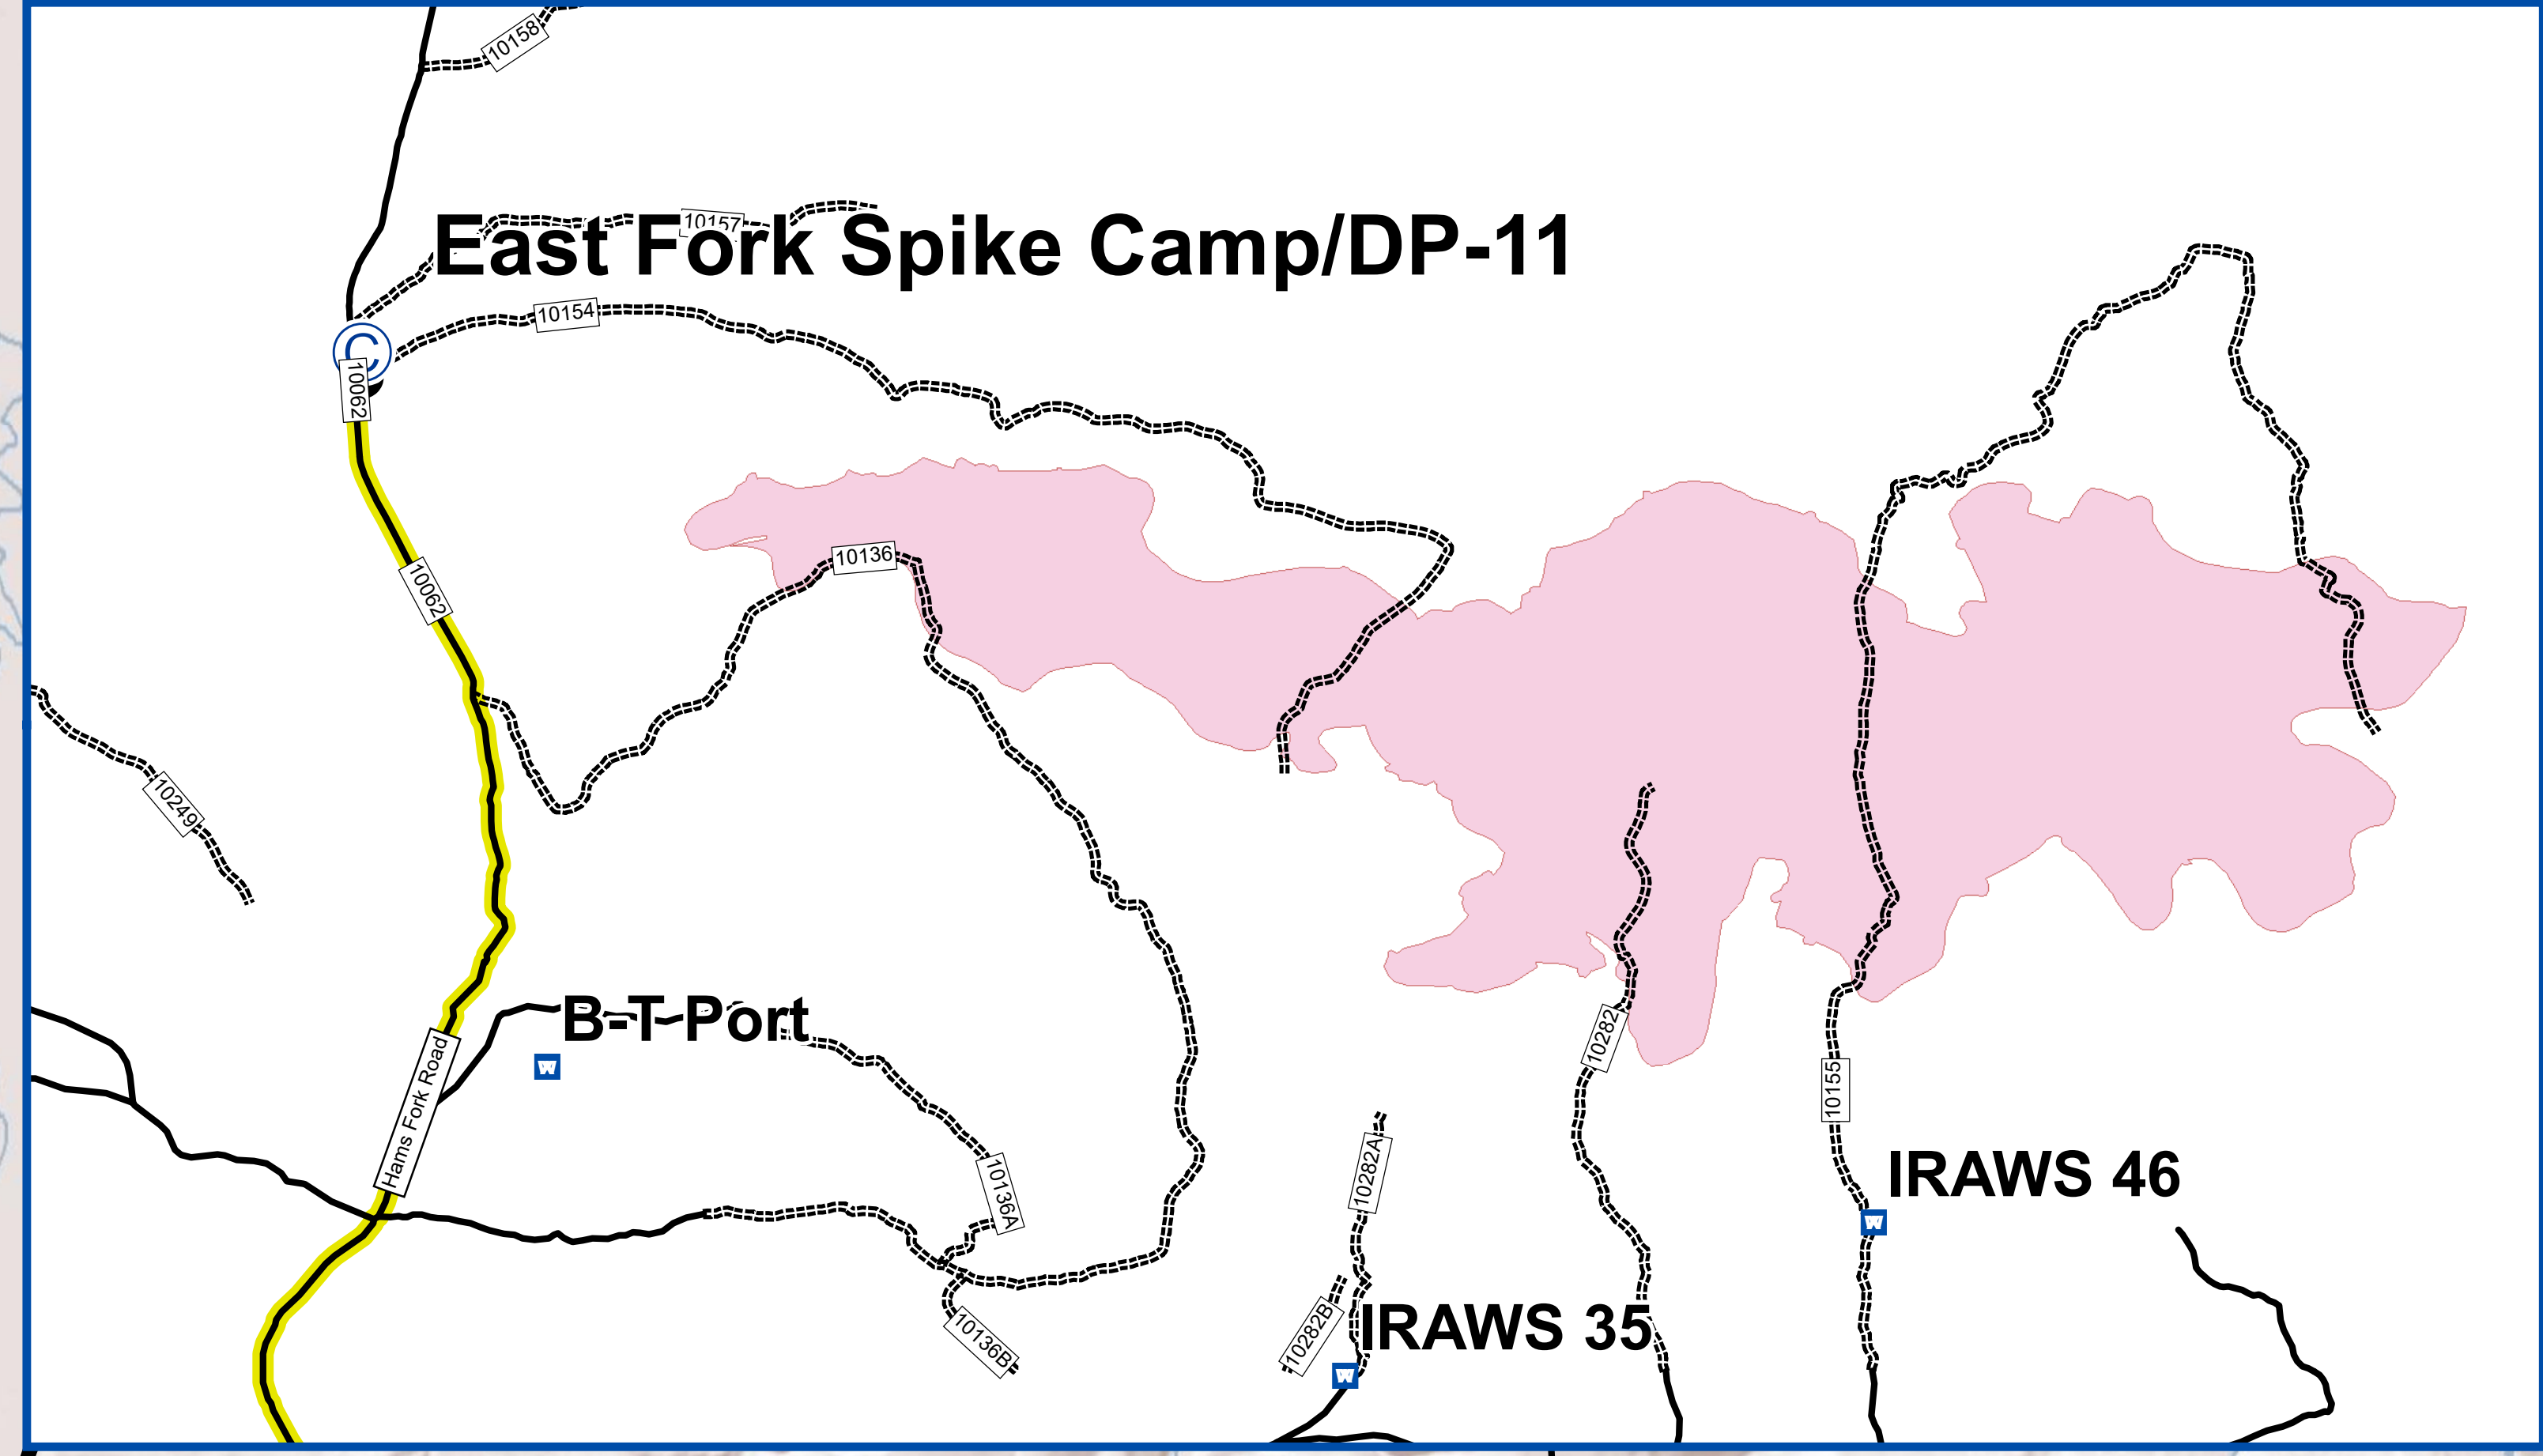 10158
10157
East Fork Spike Camp/DP-11
10154
C
10062
10136
10062
10249
B-T-Port
W
10282
Hams Fork Road
10155
10282A
10136A
IRAWS 46
W
10282B
IRAWS 35
10136B
W